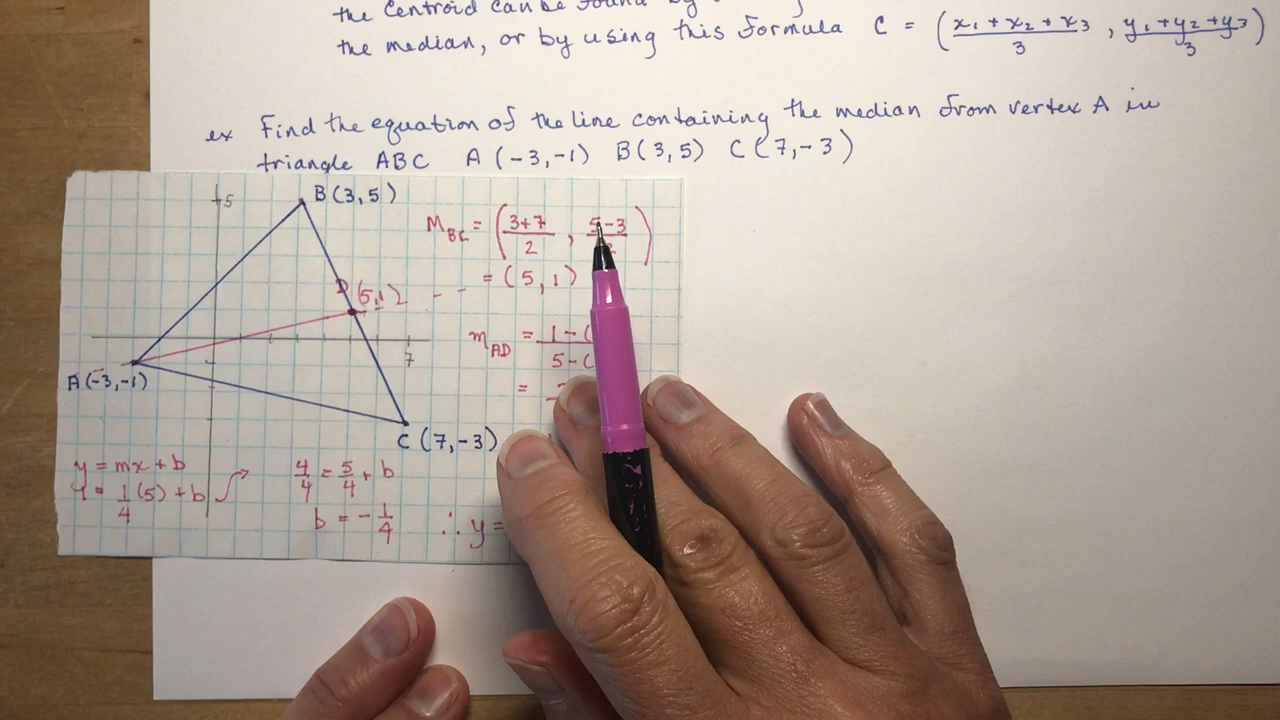 the centroid can be found by
the median, or by using this formula C = (x₁ + x₂ + x₃ / 3 , y₁ + y₂ + y₃ / 3)
ex Find the equation of the line containing the median from vertex A in
triangle ABC A (-3, -1) B (3, 5) C (7, -3)
5
B (3, 5)
M_BC = (3+7 / 2 , 5-3 / 2)
= (5, 1)
D (5, 1)
m_AD = 1 - ( / 5 - (
=
7
A (-3, -1)
C (7, -3)
y = mx + b
= 1/4 (5) + b
4/4 = 5/4 + b
b = - 1/4
∴ y =